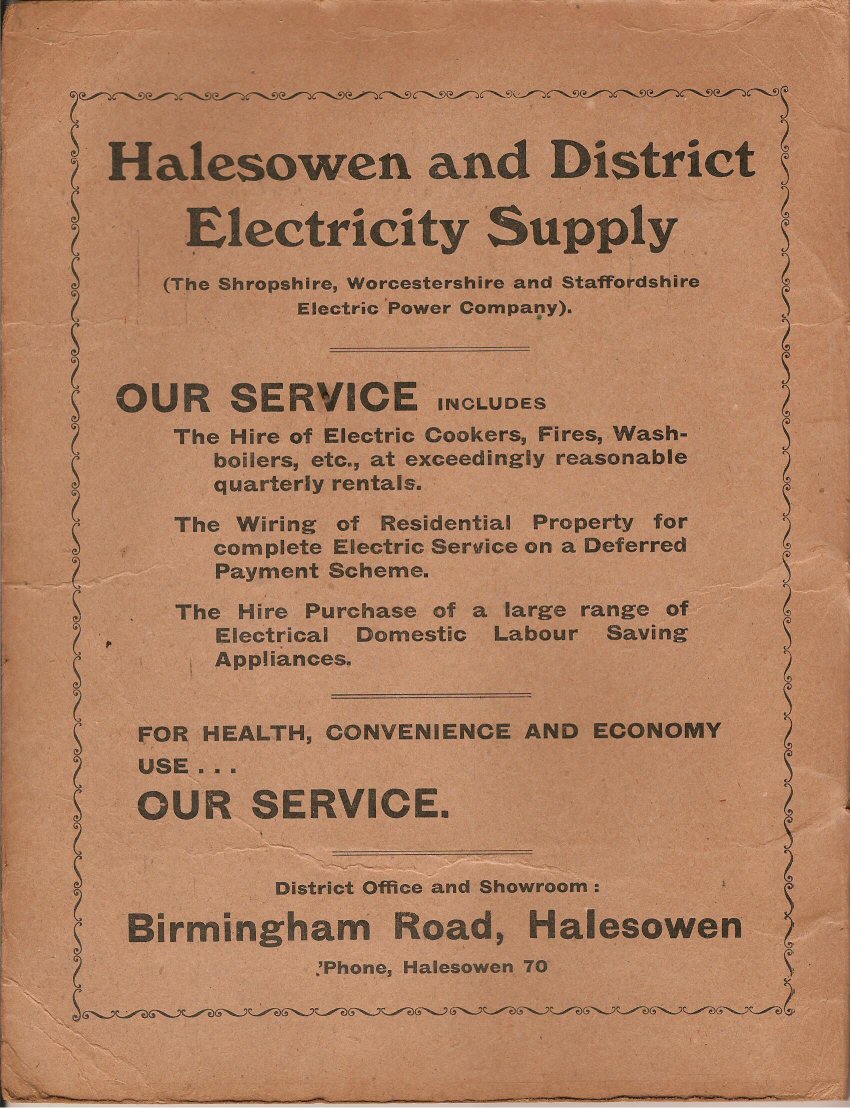 Halesowen and District
Electricity Supply
(The Shropshire, Worcestershire and Staffordshire
Electric Power Company).
OUR SERVICE INCLUDES
The Hire of Electric Cookers, Fires, Wash-
boilers, etc., at exceedingly reasonable
quarterly rentals.
The Wiring of Residential Property for
complete Electric Service on a Deferred
Payment Scheme.
The Hire Purchase of a large range of
Electrical Domestic Labour Saving
Appliances.
FOR HEALTH, CONVENIENCE AND ECONOMY
USE . . .
OUR SERVICE.
District Office and Showroom :
Birmingham Road, Halesowen
'Phone, Halesowen 70